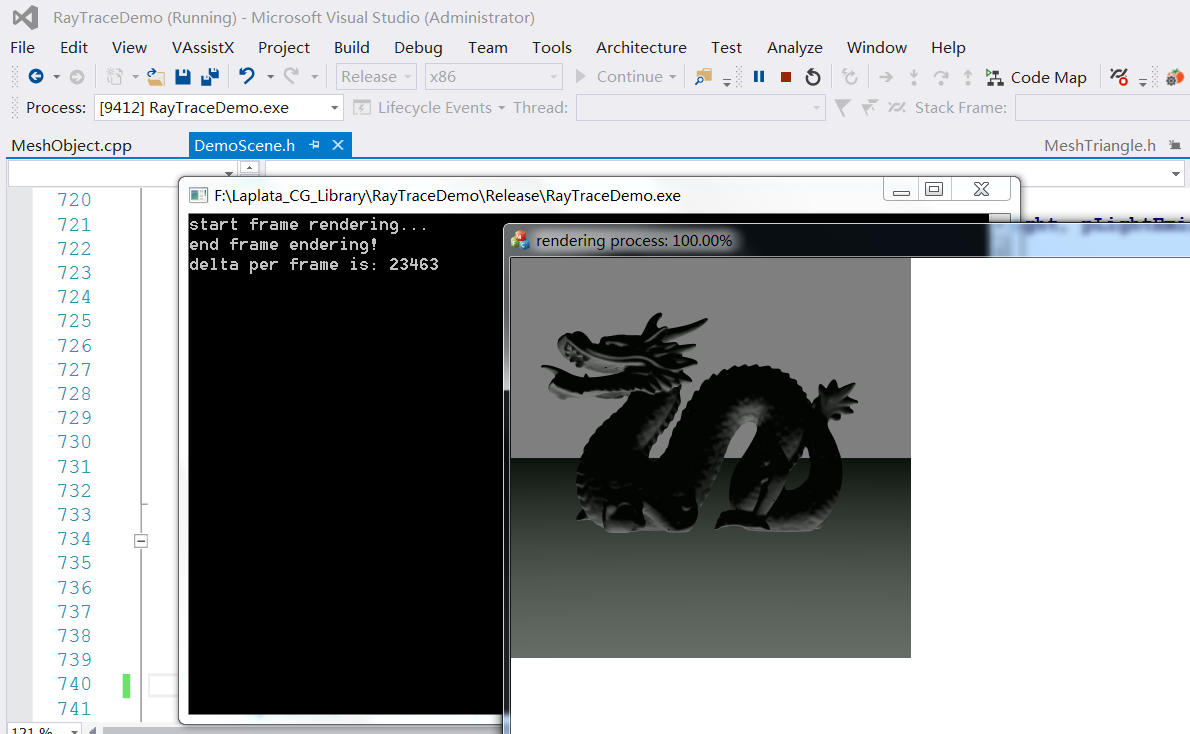 RayTraceDemo (Running) - Microsoft Visual Studio (Administrator)
File Edit View VAssistX Project Build Debug Team Tools Architecture Test Analyze Window Help
Release x86 Continue Code Map
Process: [9412] RayTraceDemo.exe Lifecycle Events Thread: Stack Frame:
MeshObject.cpp DemoScene.h MeshTriangle.h
F:\Laplata_CG_Library\RayTraceDemo\Release\RayTraceDemo.exe
start frame rendering...
end frame endering!
delta per frame is: 23463
rendering process: 100.00%
720
721
722
723
724
725
726
727
728
729
730
731
732
733
734
735
736
737
738
739
740
741
121 %